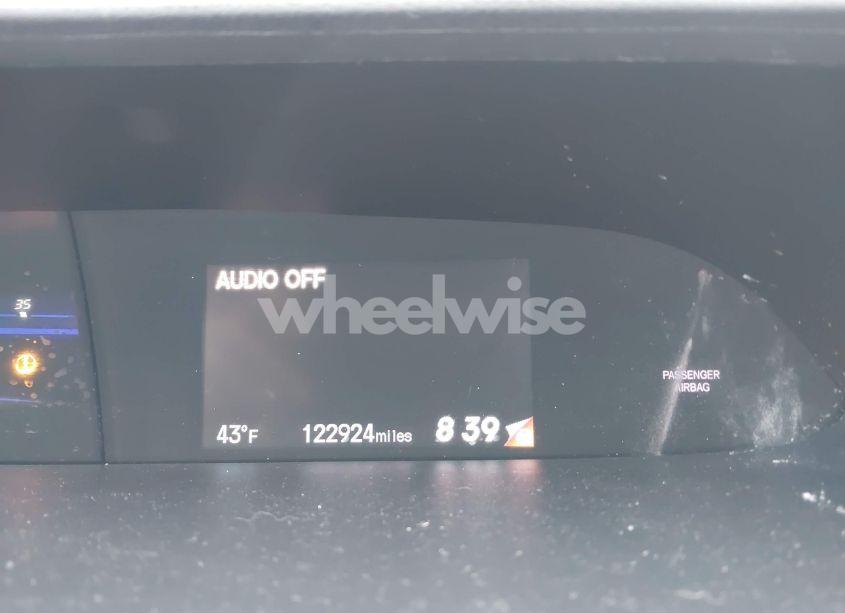 AUDIO OFF
wheelwise
35
PASSENGER
AIRBAG
43°F 122924miles 8 39